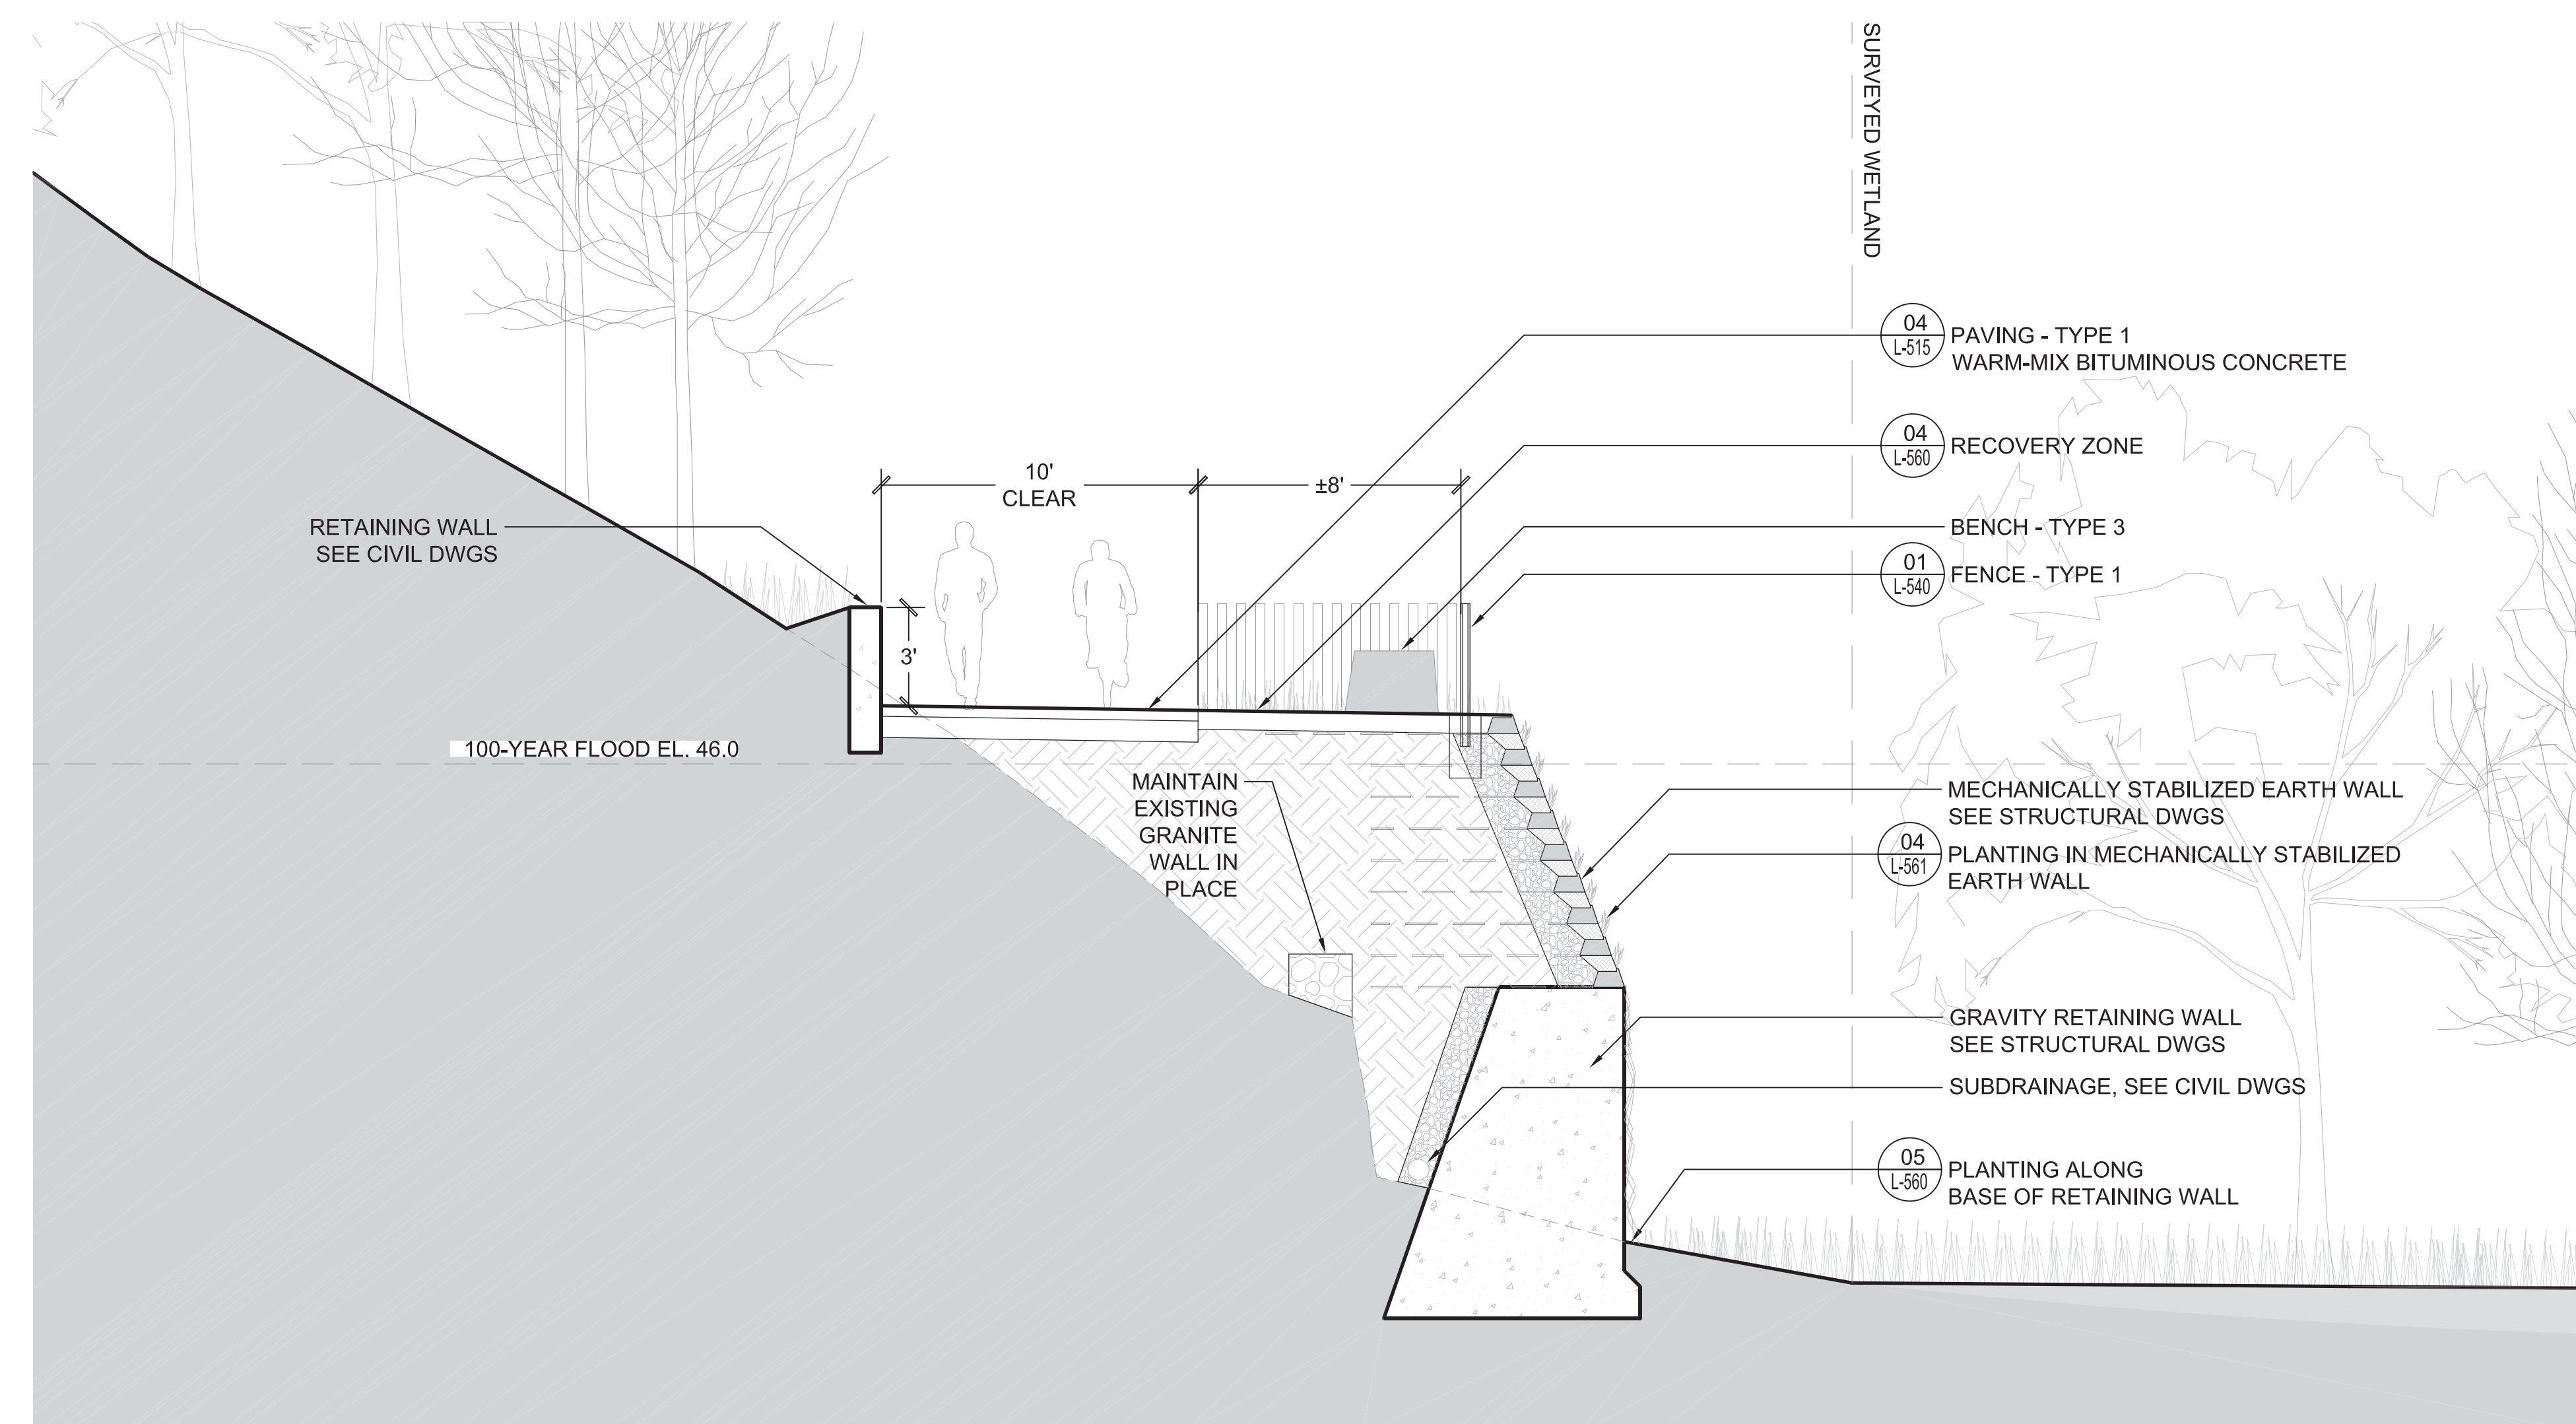 SURVEYED WETLAND
04
L-515
PAVING - TYPE 1
WARM-MIX BITUMINOUS CONCRETE
04
L-560
RECOVERY ZONE
10'
CLEAR
±8'
RETAINING WALL
SEE CIVIL DWGS
BENCH - TYPE 3
01
L-540
FENCE - TYPE 1
3'
100-YEAR FLOOD EL. 46.0
MAINTAIN
EXISTING
GRANITE
WALL IN
PLACE
MECHANICALLY STABILIZED EARTH WALL
SEE STRUCTURAL DWGS
04
L-561
PLANTING IN MECHANICALLY STABILIZED
EARTH WALL
GRAVITY RETAINING WALL
SEE STRUCTURAL DWGS
SUBDRAINAGE, SEE CIVIL DWGS
05
L-560
PLANTING ALONG
BASE OF RETAINING WALL